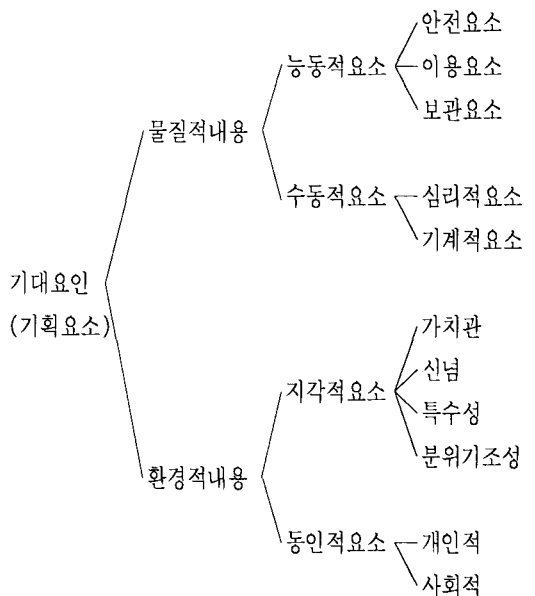 안전요소
능동적요소
이용요소
보관요소
물질적내용
수동적요소
심리적요소
기계적요소
기대요인
(기획요소)
가치관
신념
지각적요소
특수성
분위기조성
환경적내용
동인적요소
개인적
사회적